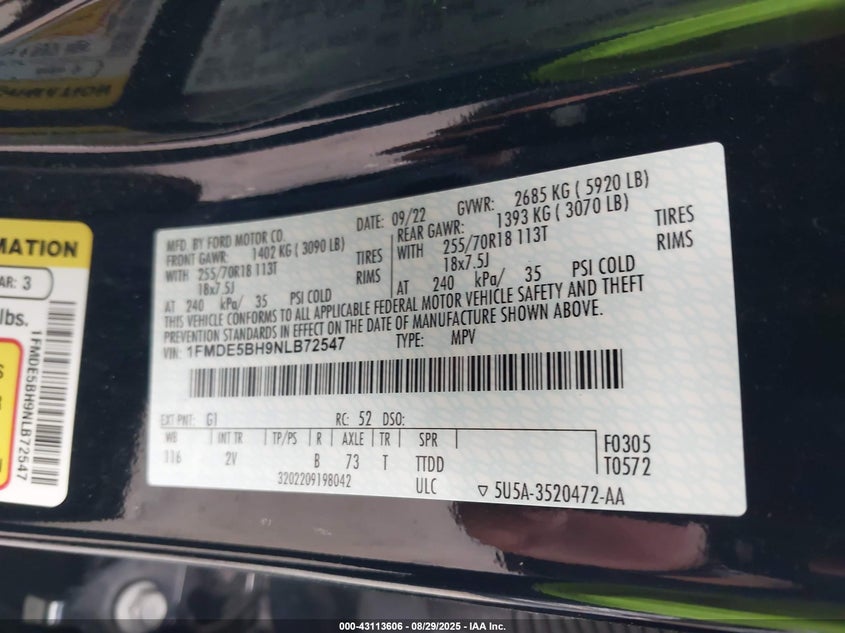 MATION
AR: 3
lbs.
1FMDE5BH9NLB72547
MFD. BY FORD MOTOR CO.
DATE: 09/22
GVWR: 2685 KG ( 5920 LB)
FRONT GAWR: 1402 KG ( 3090 LB)
WITH 255/70R18 113T TIRES
18x7.5J RIMS
AT 240 kPa/ 35 PSI COLD
REAR GAWR: 1393 KG ( 3070 LB)
WITH 255/70R18 113T TIRES
18x7.5J RIMS
AT 240 kPa/ 35 PSI COLD
THIS VEHICLE CONFORMS TO ALL APPLICABLE FEDERAL MOTOR VEHICLE SAFETY AND THEFT
PREVENTION STANDARDS IN EFFECT ON THE DATE OF MANUFACTURE SHOWN ABOVE.
VIN: 1FMDE5BH9NLB72547 TYPE: MPV
EXT PNT: G1 RC: 52 DSO:
WB INT TR TP/PS R AXLE TR SPR
116 2V B 73 T TTDD
F0305
T0572
3202209198042
ULC
▽ 5U5A-3520472-AA
000-43113606 - 08/29/2025 - IAA Inc.